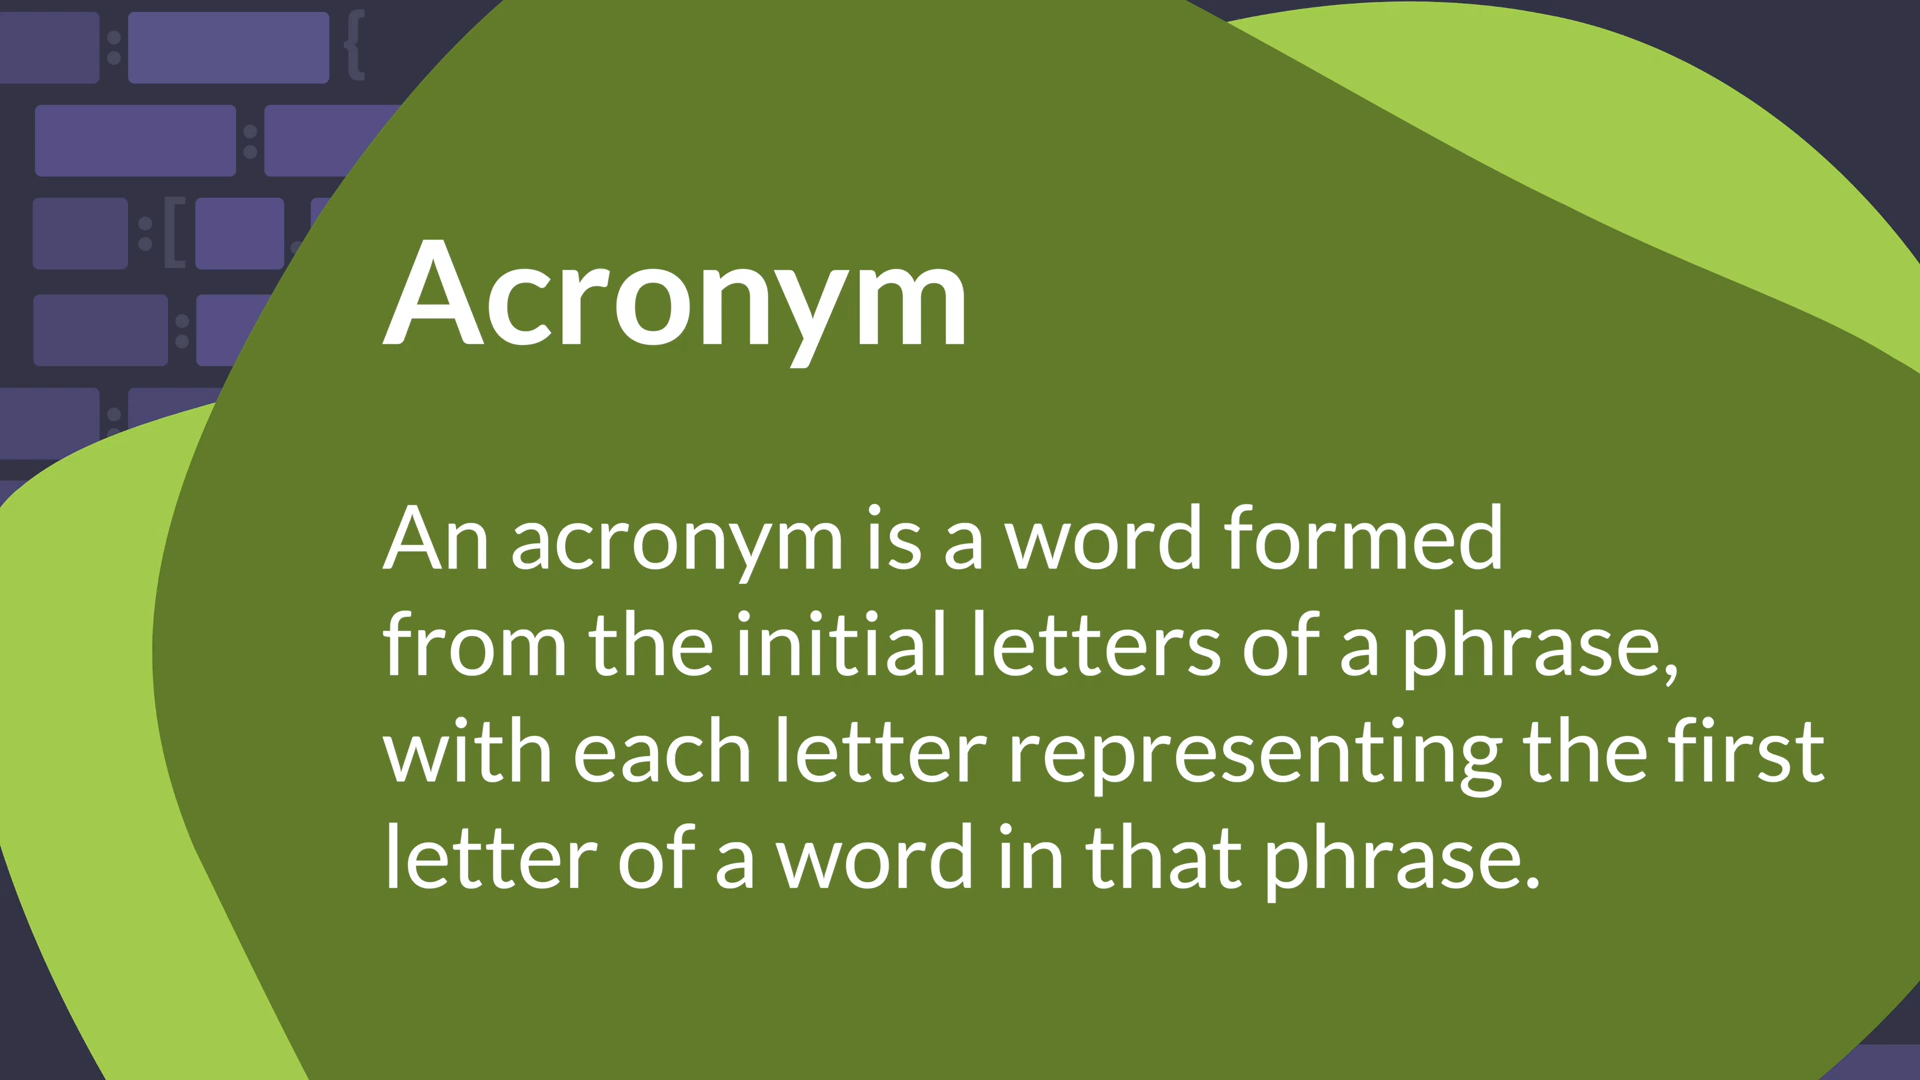 Acronym
An acronym is a word formed
from the initial letters of a phrase,
with each letter representing the first
letter of a word in that phrase.